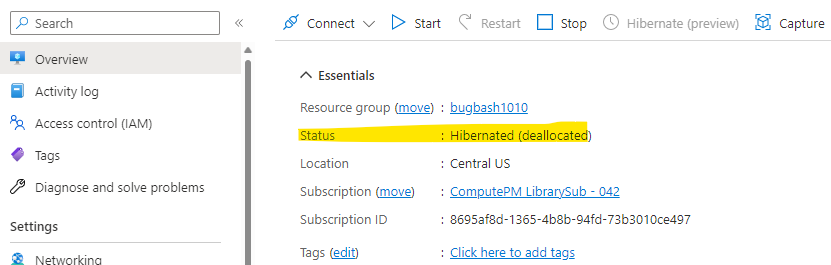 Search
«
Overview
Activity log
Access control (IAM)
Tags
Diagnose and solve problems
Settings
Networking
Connect
Start
Restart
Stop
Hibernate (preview)
Capture
Essentials
Resource group (move) : bugbash1010
Status : Hibernated (deallocated)
Location : Central US
Subscription (move) : ComputePM LibrarySub - 042
Subscription ID : 8695af8d-1365-4b8b-94fd-73b3010ce497
Tags (edit) : Click here to add tags